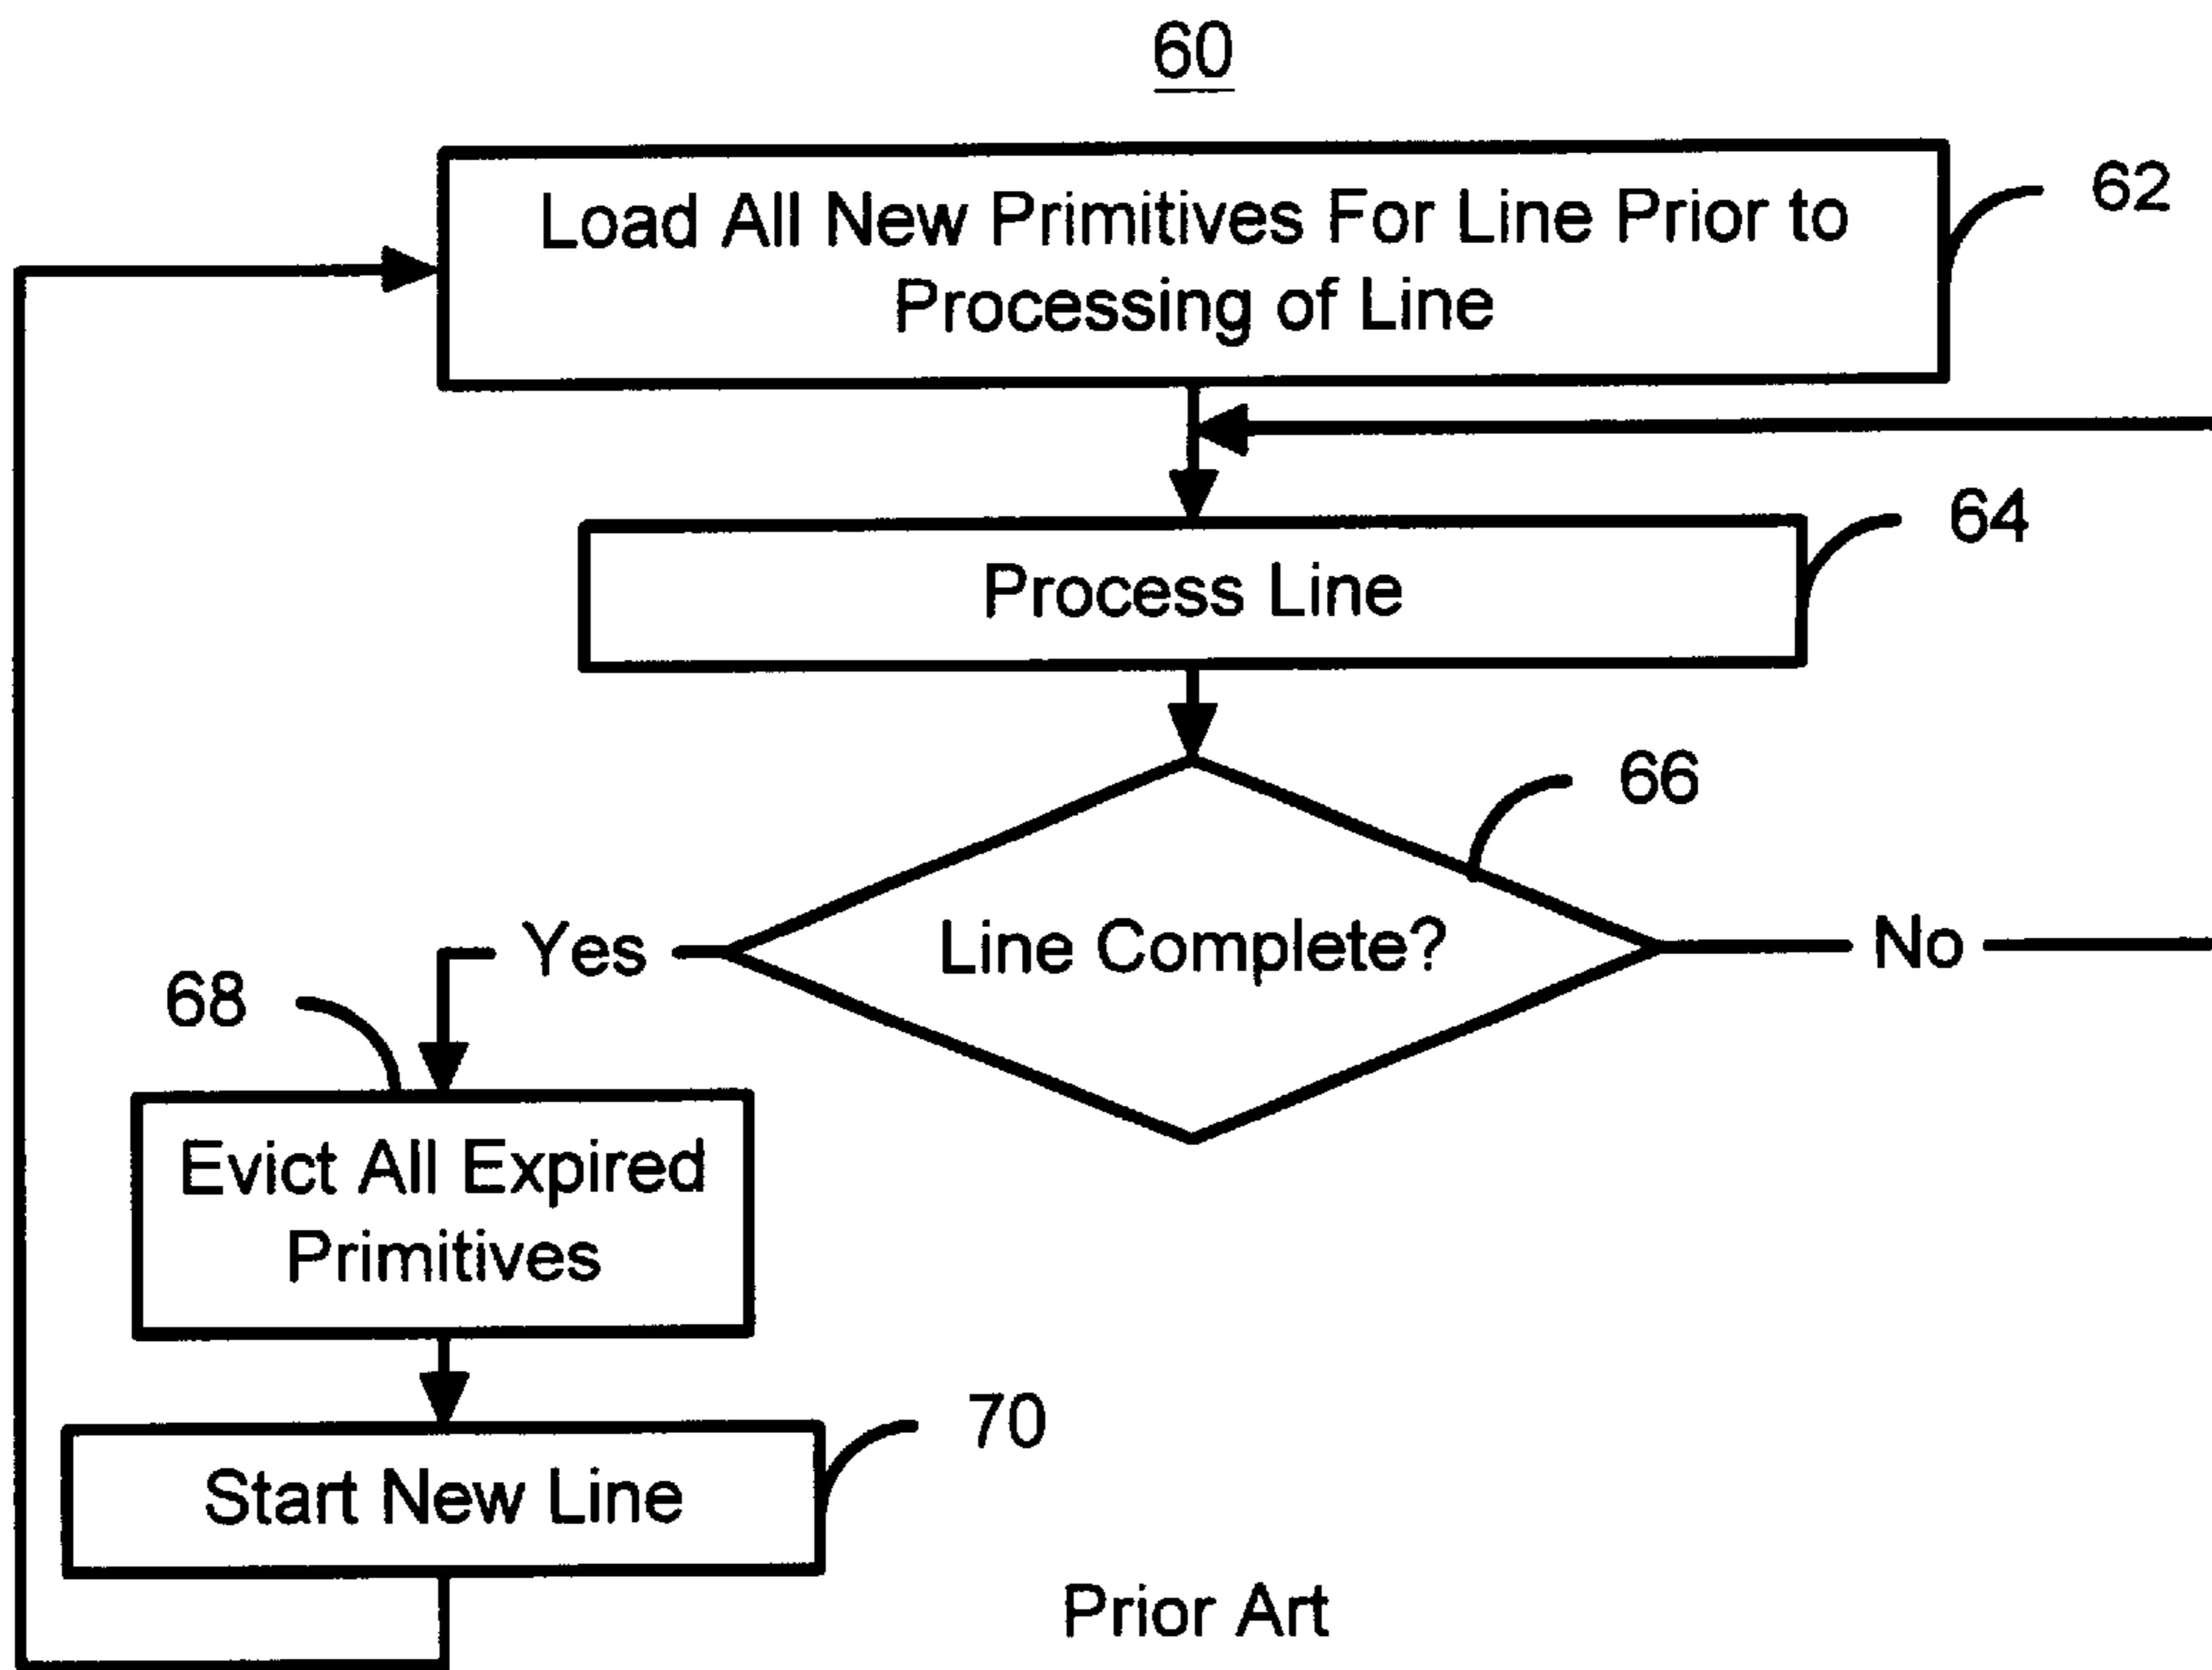 60
Load All New Primitives For Line Prior to
Processing of Line
62
Process Line
64
66
Line Complete?
Yes
No
68
Evict All Expired
Primitives
70
Start New Line
Prior Art